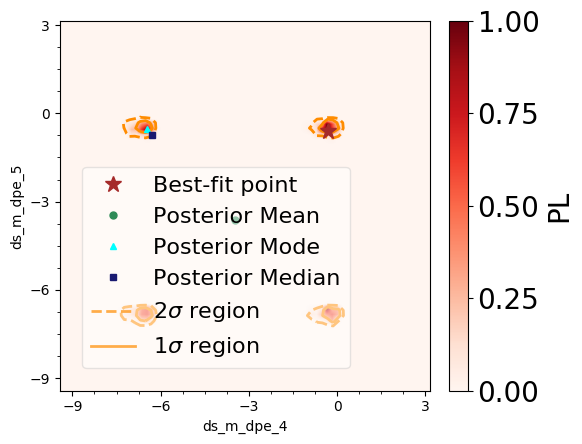 3
0
−3
−6
−9
ds_m_dpe_5
−9
−6
−3
0
3
ds_m_dpe_4
Best-fit point
Posterior Mean
Posterior Mode
Posterior Median
2σ region
1σ region
1.00
0.75
0.50
0.25
0.00
PL